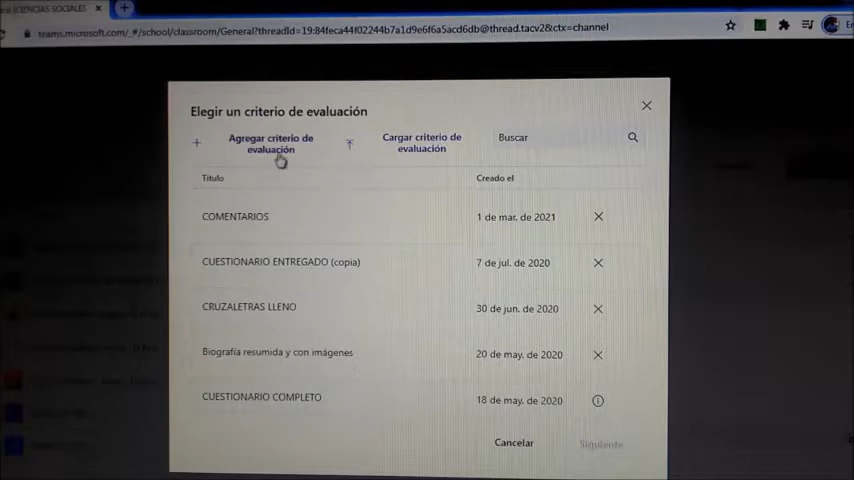 (CIENCIAS SOCIALES
teams.microsoft.com/_#/school/classroom/General?threadId=19:84feca44f02244b7a1d9e6f6a5acd6db@thread.tacv2&ctx=channel
Elegir un criterio de evaluación
Agregar criterio de
evaluación
Cargar criterio de
evaluación
Buscar
Título Creado el
COMENTARIOS 1 de mar. de 2021
CUESTIONARIO ENTREGADO (copia) 7 de jul. de 2020
CRUZALETRAS LLENO 30 de jun. de 2020
Biografía resumida y con imágenes 20 de may. de 2020
CUESTIONARIO COMPLETO 18 de may. de 2020
Cancelar Siguiente